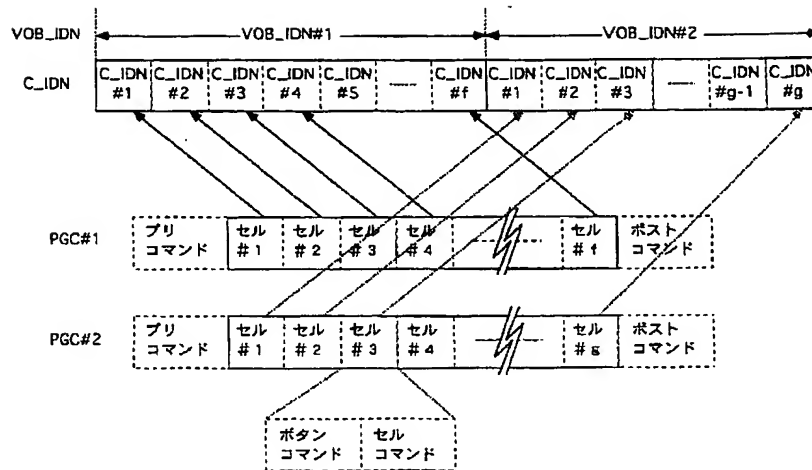 VOB_IDN VOB_IDN#1 VOB_IDN#2
C_IDN C_IDN #1 C_IDN #2 C_IDN #3 C_IDN #4 C_IDN #5 C_IDN #f C_IDN #1 C_IDN #2 C_IDN #3 C_IDN #g-1 C_IDN #g
PGC#1 プリ コマンド セル #1 セル #2 セル #3 セル #4 セル #f ポスト コマンド
PGC#2 プリ コマンド セル #1 セル #2 セル #3 セル #4 セル #g ポスト コマンド
ボタン コマンド セル コマンド